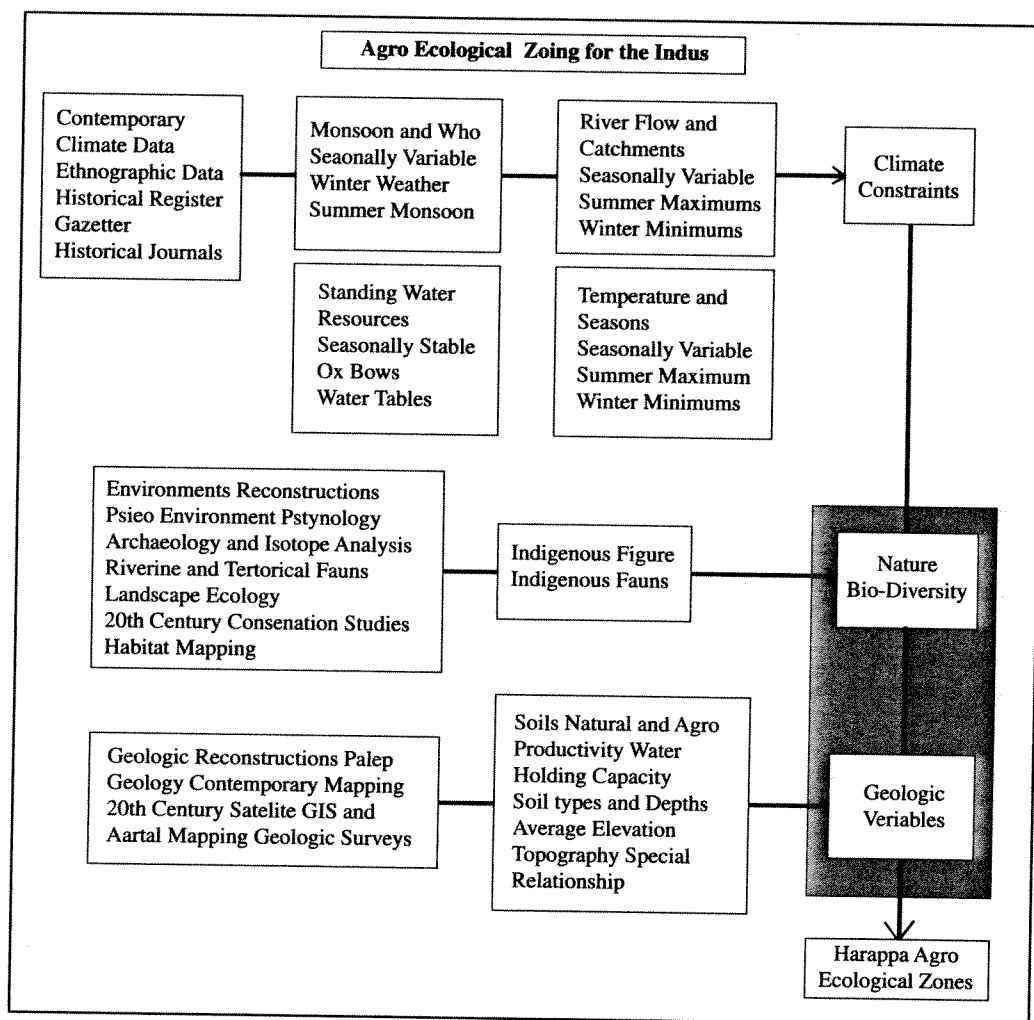 Agro Ecological Zoing for the Indus
Contemporary
Climate Data
Ethnographic Data
Historical Register
Gazetter
Historical Journals
Monsoon and Who
Seaonally Variable
Winter Weather
Summer Monsoon
River Flow and
Catchments
Seasonally Variable
Summer Maximums
Winter Minimums
Climate
Constraints
Standing Water
Resources
Seasonally Stable
Ox Bows
Water Tables
Temperature and
Seasons
Seasonally Variable
Summer Maximum
Winter Minimums
Environments Reconstructions
Psieo Environment Pstynology
Archaeology and Isotope Analysis
Riverine and Tertorical Fauns
Landscape Ecology
20th Century Consenation Studies
Habitat Mapping
Indigenous Figure
Indigenous Fauns
Nature
Bio-Diversity
Geologic Reconstructions Palep
Geology Contemporary Mapping
20th Century Satelite GIS and
Aartal Mapping Geologic Surveys
Soils Natural and Agro
Productivity Water
Holding Capacity
Soil types and Depths
Average Elevation
Topography Special
Relationship
Geologic
Veriables
Harappa Agro
Ecological Zones